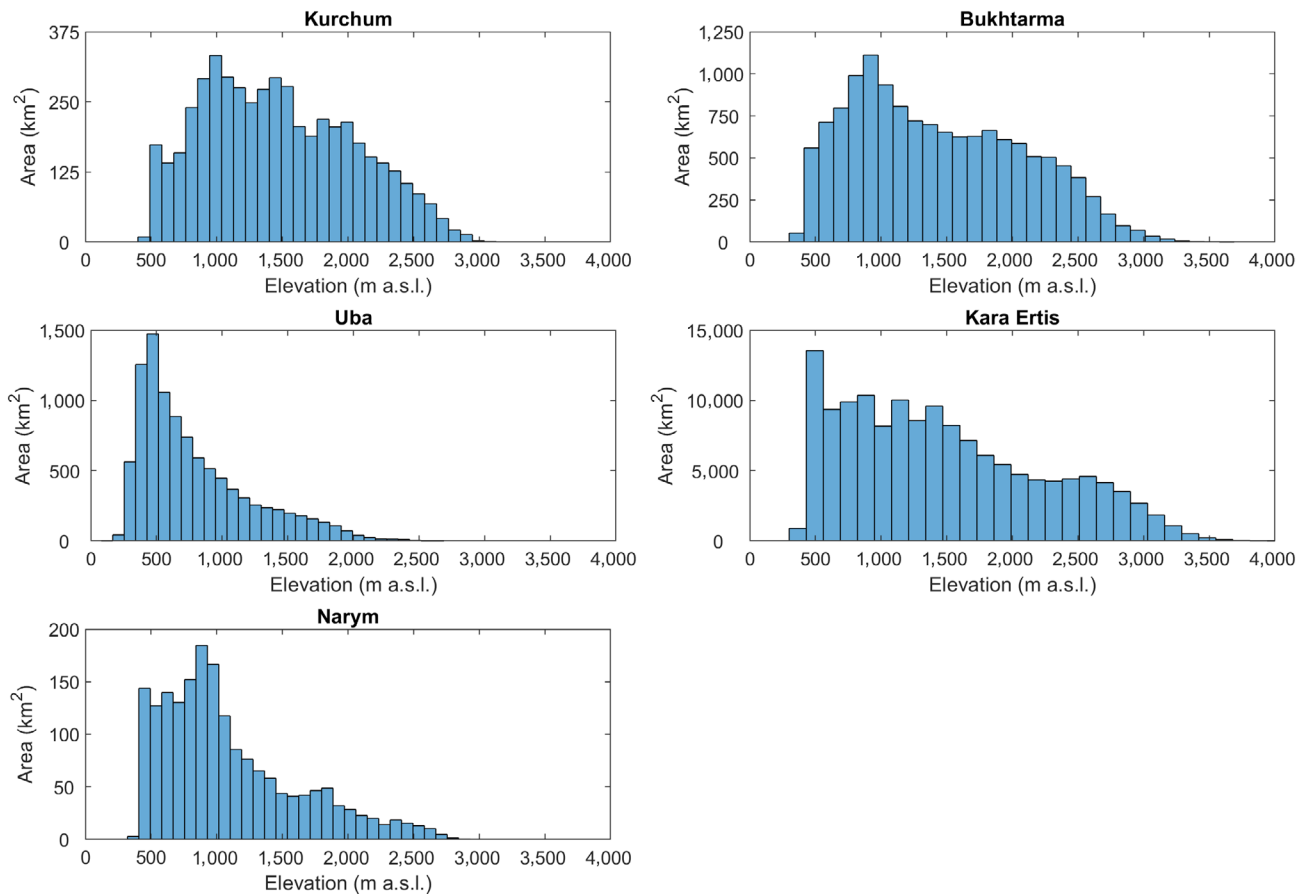 Kurchum
375
250
125
0
Area (km²)
0 500 1,000 1,500 2,000 2,500 3,000 3,500 4,000
Elevation (m a.s.l.)
Bukhtarma
1,250
1,000
750
500
250
0
Area (km²)
0 500 1,000 1,500 2,000 2,500 3,000 3,500 4,000
Elevation (m a.s.l.)
Uba
1,500
1,000
500
0
Area (km²)
0 500 1,000 1,500 2,000 2,500 3,000 3,500 4,000
Elevation (m a.s.l.)
Kara Ertis
15,000
10,000
5,000
0
Area (km²)
0 500 1,000 1,500 2,000 2,500 3,000 3,500 4,000
Elevation (m a.s.l.)
Narym
200
150
100
50
0
Area (km²)
0 500 1,000 1,500 2,000 2,500 3,000 3,500 4,000
Elevation (m a.s.l.)